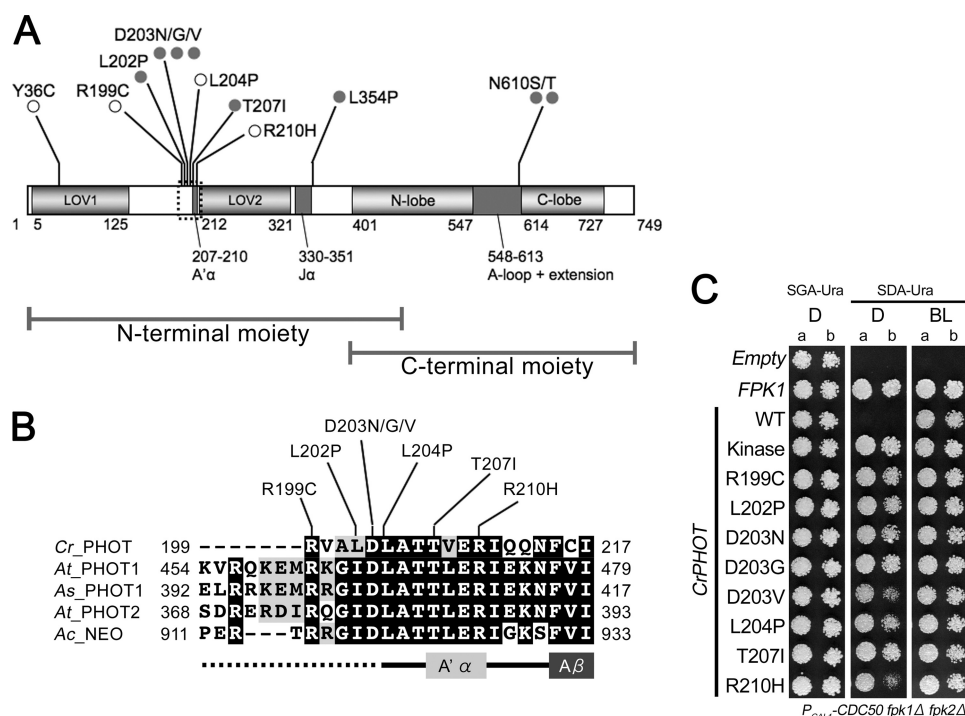 A
D203N/G/V
L202P
L204P
Y36C
R199C
T207I
R210H
L354P
N610S/T
LOV1
LOV2
N-lobe
C-lobe
1 5 125 212 321 401 547 614 727 749
207-210
A'α
330-351
Jα
548-613
A-loop + extension
N-terminal moiety
C-terminal moiety
B
D203N/G/V
L202P
L204P
T207I
R199C
R210H
Cr_PHOT 199 -------RVALDLATTVERIQQNFCI 217
At_PHOT1 454 KVRQKEMRKGIDLATTLERIEKNFVI 479
As_PHOT1 392 ELRRKEMRRGIDLATTLERIEKNFVI 417
At_PHOT2 368 SDRERDIRQGIDLATTLERIEKNFVI 393
Ac_NEO 911 PER---TRRGIDLATTLERIGKSFVI 933
A' α
Aβ
C
SGA-Ura SDA-Ura
D D BL
a b a b a b
Empty
FPK1
WT
Kinase
R199C
L202P
D203N
D203G
D203V
L204P
T207I
R210H
CrPHOT
PGAL1-CDC50 fpk1Δ fpk2Δ